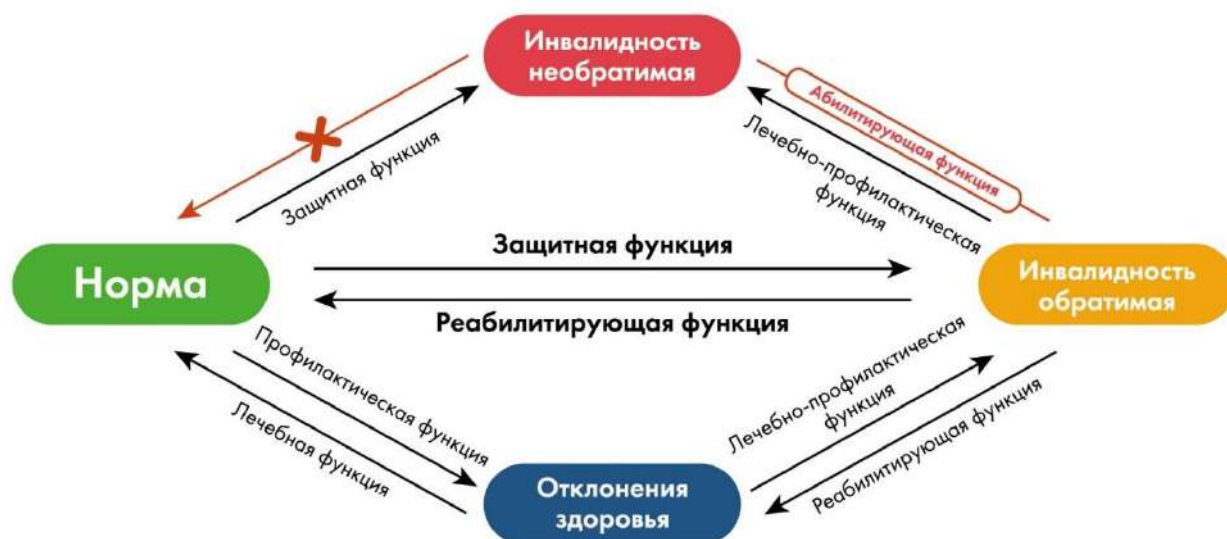 Инвалидность
необратимая
Абилитирующая функция
Лечебно-профилактическая
функция
Защитная функция
Защитная функция
Норма
Инвалидность
обратимая
Реабилитирующая функция
Профилактическая функция
Лечебная функция
Лечебно-профилактическая
функция
Реабилитирующая функция
Отклонения
здоровья